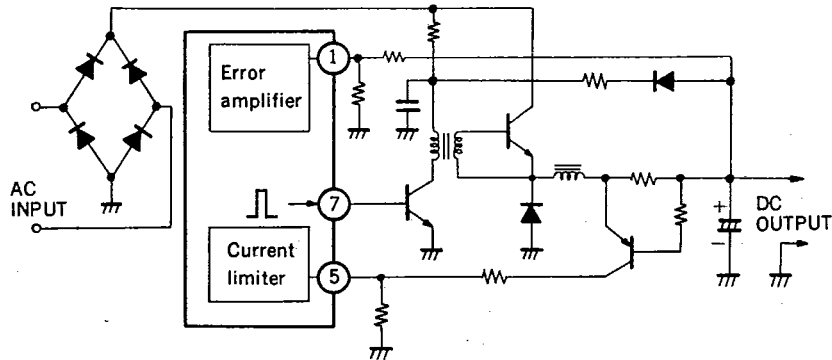 Error
amplifier
1
AC
INPUT
7
Current
limiter
5
+
−
DC
OUTPUT